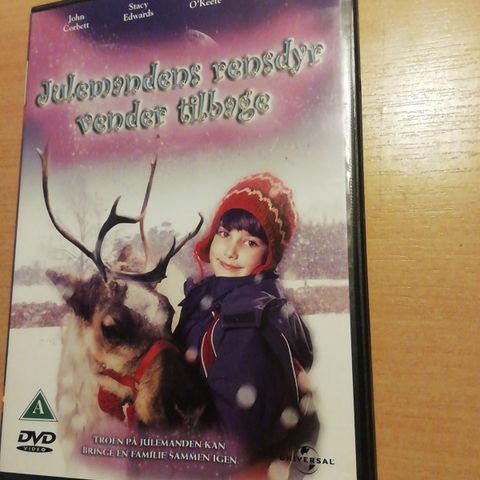 John Corbett
Stacy Edwards
O'Keefe
Julemandens rensdyr
vender tilbage
A
DVD
VIDEO
TROEN PÅ JULEMANDEN KAN
BRINGE EN FAMILIE SAMMEN IGEN
UNIVERSAL